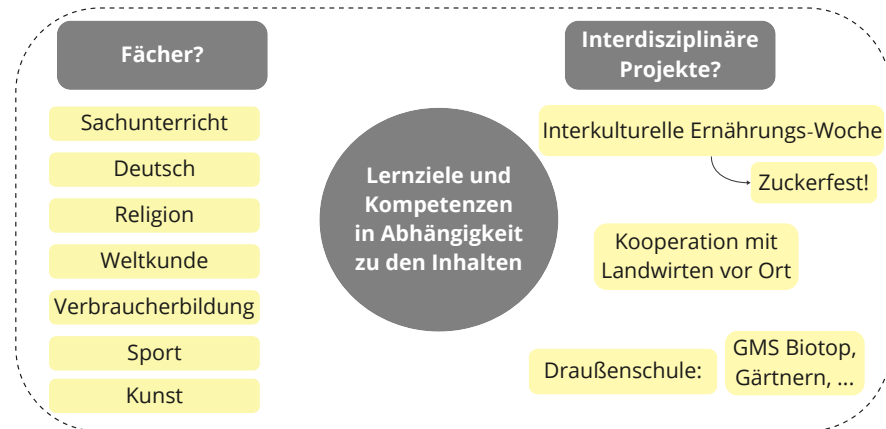 Fächer?
Sachunterricht
Deutsch
Religion
Weltkunde
Verbraucherbildung
Sport
Kunst
Lernziele und
Kompetenzen
in Abhängigkeit
zu den Inhalten
Interdisziplinäre
Projekte?
Interkulturelle Ernährungs-Woche
Zuckerfest!
Kooperation mit
Landwirten vor Ort
Draußenschule:
GMS Biotop,
Gärtnern, ...